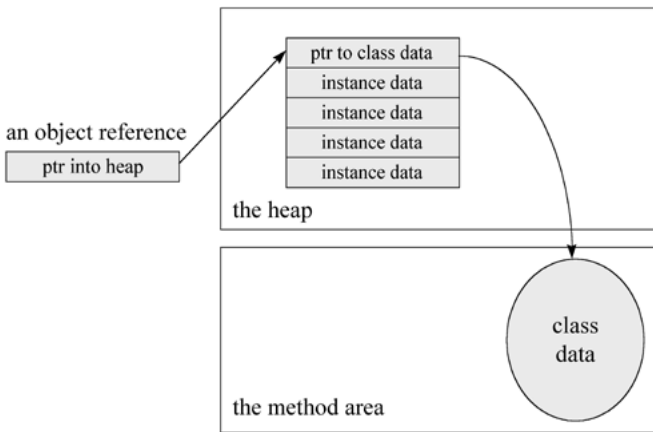 ptr to class data
instance data
instance data
instance data
instance data
an object reference
ptr into heap
the heap
class
data
the method area